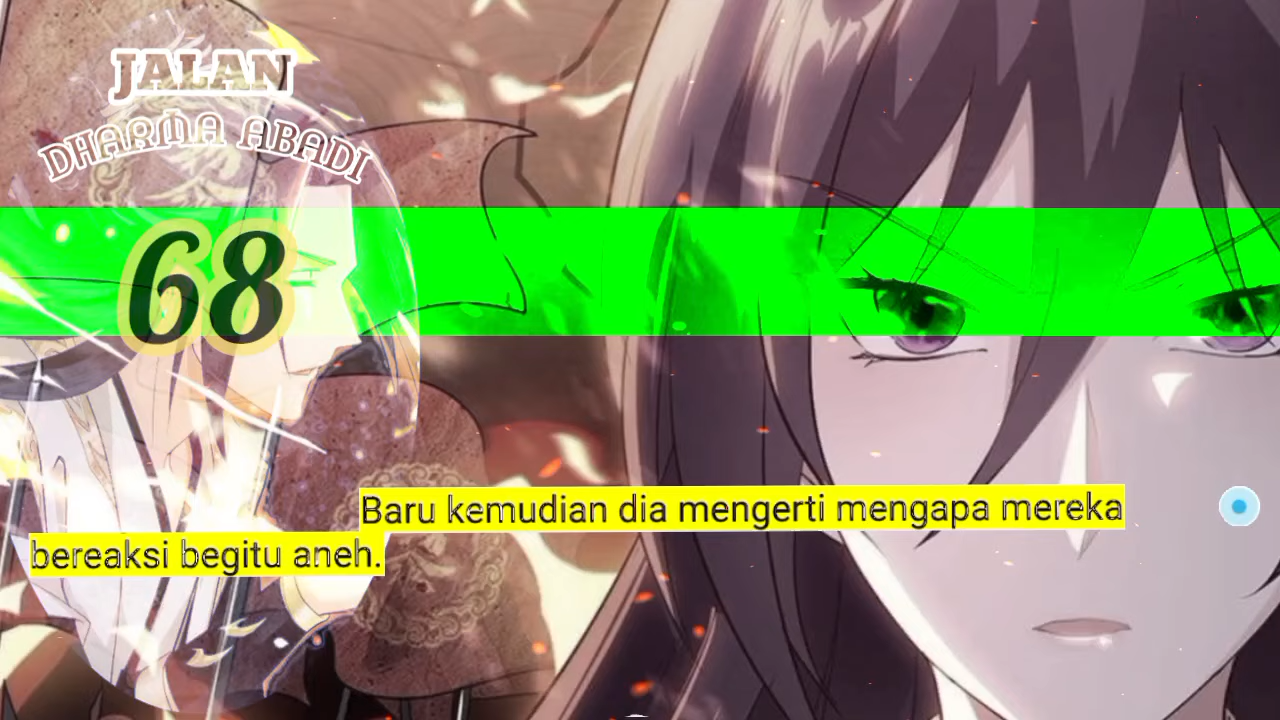 JALAN
DHARMA ABADI
68
Baru kemudian dia mengerti mengapa mereka
bereaksi begitu aneh.